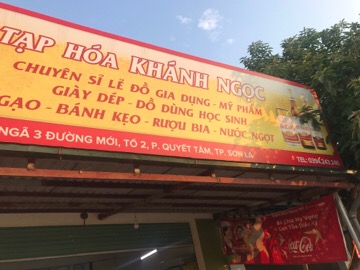 TẠP HÓA KHÁNH NGỌC
CHUYÊN SỈ LẺ ĐỒ GIA DỤNG - MỸ PHẨM
GIÀY DÉP - ĐỒ DÙNG HỌC SINH
GẠO - BÁNH KẸO - RƯỢU BIA - NƯỚC NGỌT
NGÃ 3 ĐƯỜNG MỚI, TỔ 2, P. QUYẾT TÂM, TP. SƠN LA
TEL:
Coca-Cola